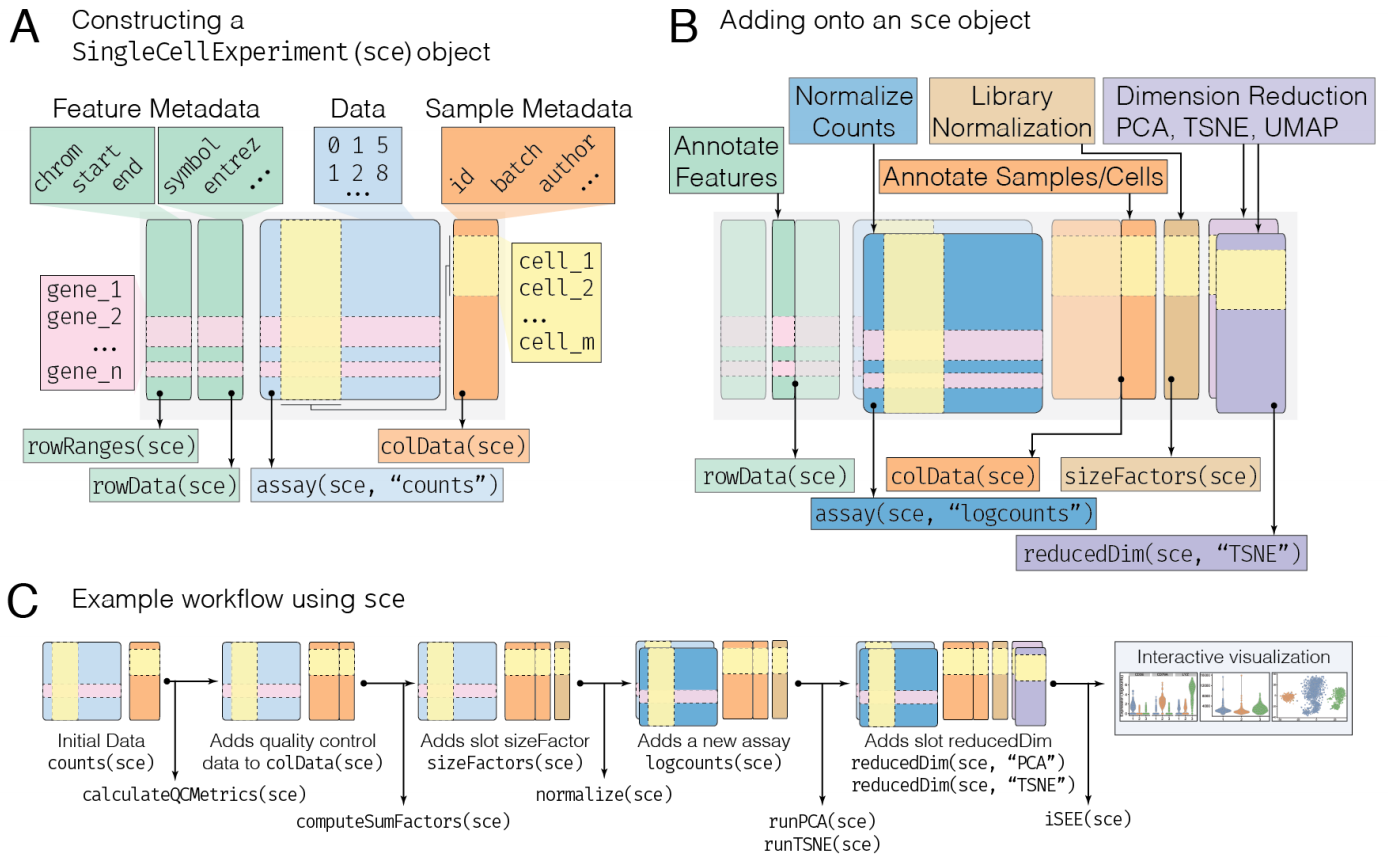 A
Constructing a
SingleCellExperiment (sce) object
Feature Metadata
Data
Sample Metadata
chrom
start
end
symbol
entrez
...
0 1 5
1 2 8
...
id
batch
author
...
gene_1
gene_2
...
gene_n
cell_1
cell_2
...
cell_m
rowRanges(sce)
colData(sce)
rowData(sce)
assay(sce, “counts”)
B
Adding onto an sce object
Normalize
Counts
Library
Normalization
Dimension Reduction
PCA, TSNE, UMAP
Annotate
Features
Annotate Samples/Cells
rowData(sce)
colData(sce)
sizeFactors(sce)
assay(sce, “logcounts”)
reducedDim(sce, “TSNE”)
C
Example workflow using sce
Initial Data
counts(sce)
calculateQCMetrics(sce)
Adds quality control
data to colData(sce)
computeSumFactors(sce)
Adds slot sizeFactor
sizeFactors(sce)
normalize(sce)
Adds a new assay
logcounts(sce)
runPCA(sce)
runTSNE(sce)
Adds slot reducedDim
reducedDim(sce, “PCA”)
reducedDim(sce, “TSNE”)
iSEE(sce)
Interactive visualization